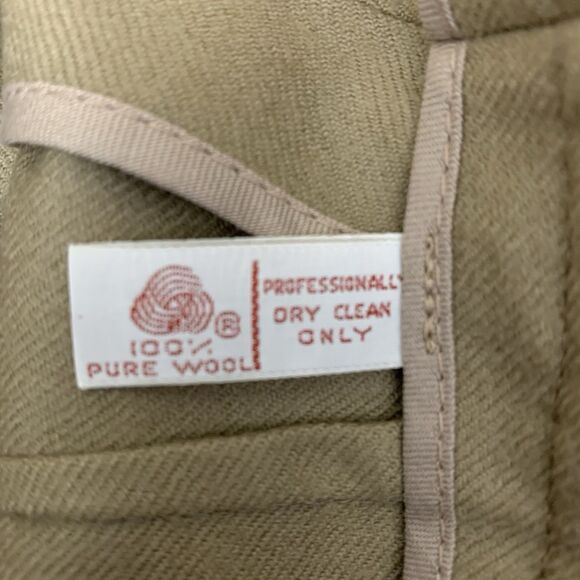 ®
100%
PURE WOOL
PROFESSIONALLY
DRY CLEAN
ONLY